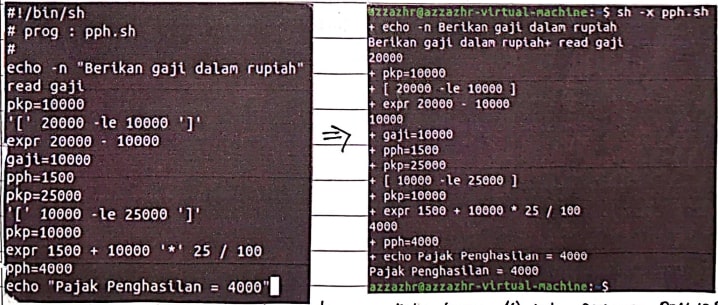 #!/bin/sh
# prog : pph.sh
#
echo -n "Berikan gaji dalam rupiah"
read gaji
pkp=10000
'[' 20000 -le 10000 ']'
expr 20000 - 10000
gaji=10000
pph=1500
pkp=25000
'[' 10000 -le 25000 ']'
pkp=10000
expr 1500 + 10000 '*' 25 / 100
pph=4000
echo "Pajak Penghasilan = 4000"
⇒
azzazhr@azzazhr-virtual-machine:~$ sh -x pph.sh
+ echo -n Berikan gaji dalam rupiah
Berikan gaji dalam rupiah+ read gaji
20000
+ pkp=10000
+ [ 20000 -le 10000 ]
+ expr 20000 - 10000
10000
+ gaji=10000
+ pph=1500
+ pkp=25000
+ [ 10000 -le 25000 ]
+ pkp=10000
+ expr 1500 + 10000 * 25 / 100
4000
+ pph=4000
+ echo Pajak Penghasilan = 4000
Pajak Penghasilan = 4000
azzazhr@azzazhr-virtual-machine:~$